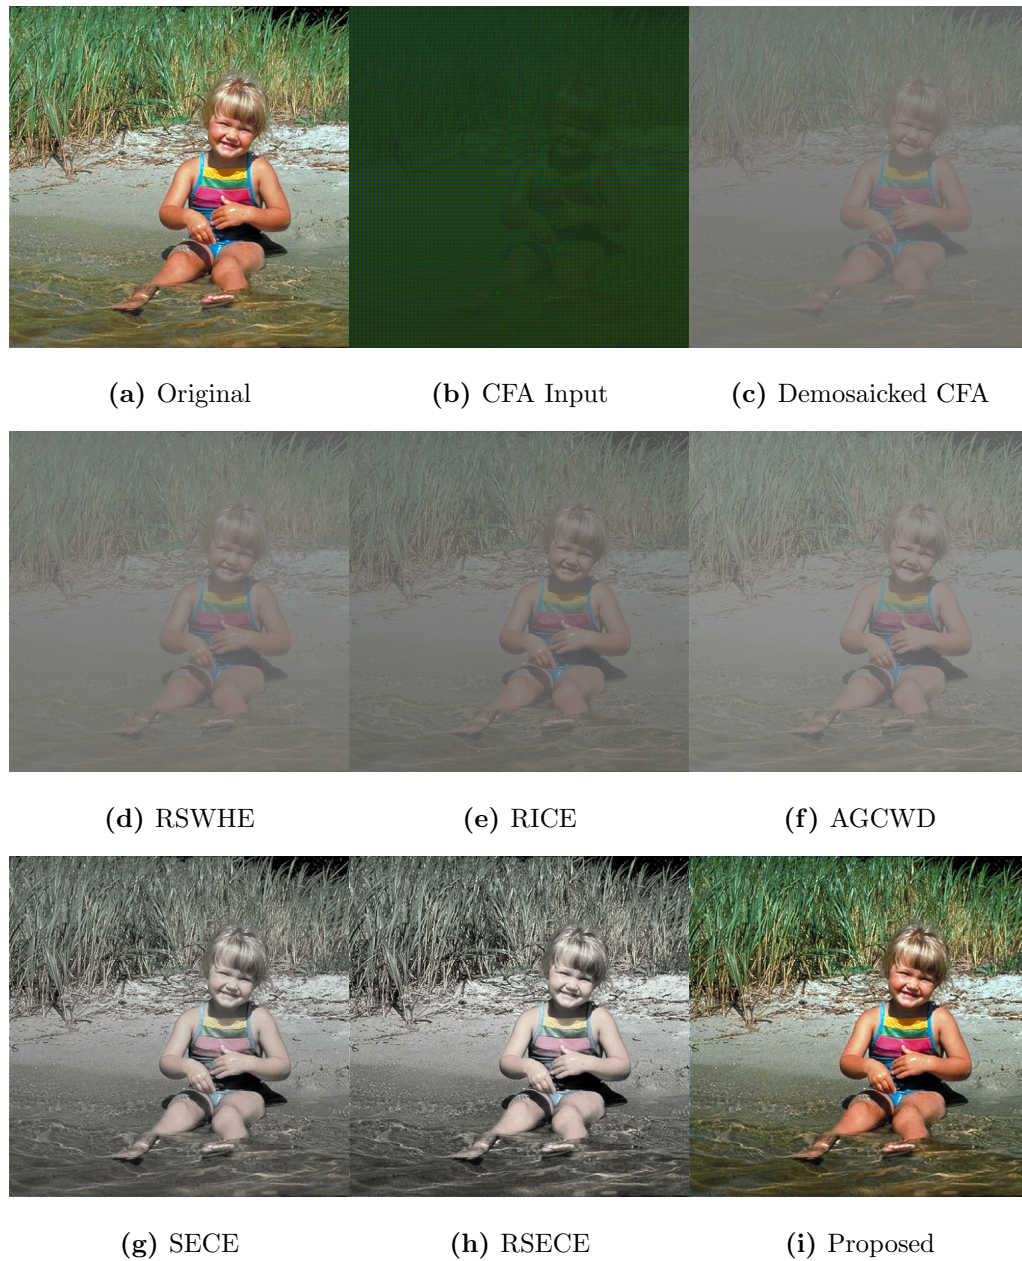 (a) Original (b) CFA Input (c) Demosaicked CFA
(d) RSWHE (e) RICE (f) AGCWD
(g) SECE (h) RSECE (i) Proposed